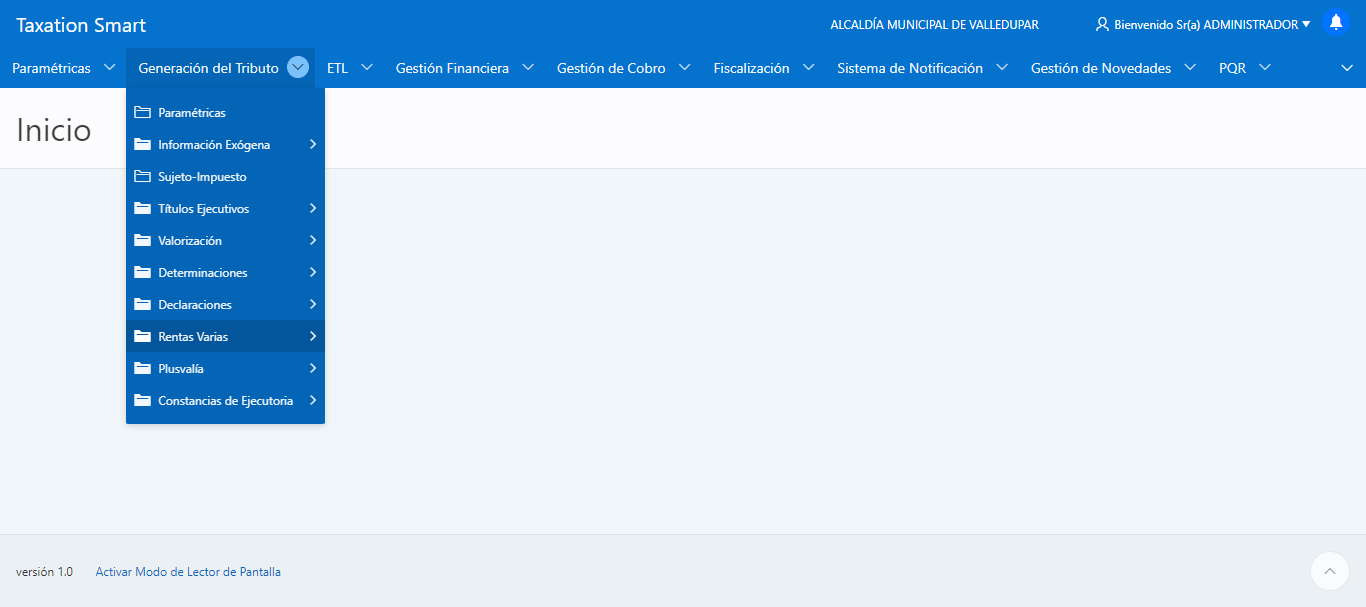 Taxation Smart
ALCALDÍA MUNICIPAL DE VALLEDUPAR
Bienvenido Sr(a) ADMINISTRADOR
Paramétricas
Generación del Tributo
ETL
Gestión Financiera
Gestión de Cobro
Fiscalización
Sistema de Notificación
Gestión de Novedades
PQR
Inicio
Paramétricas
Información Exógena
Sujeto-Impuesto
Títulos Ejecutivos
Valorización
Determinaciones
Declaraciones
Rentas Varias
Plusvalía
Constancias de Ejecutoria
versión 1.0
Activar Modo de Lector de Pantalla